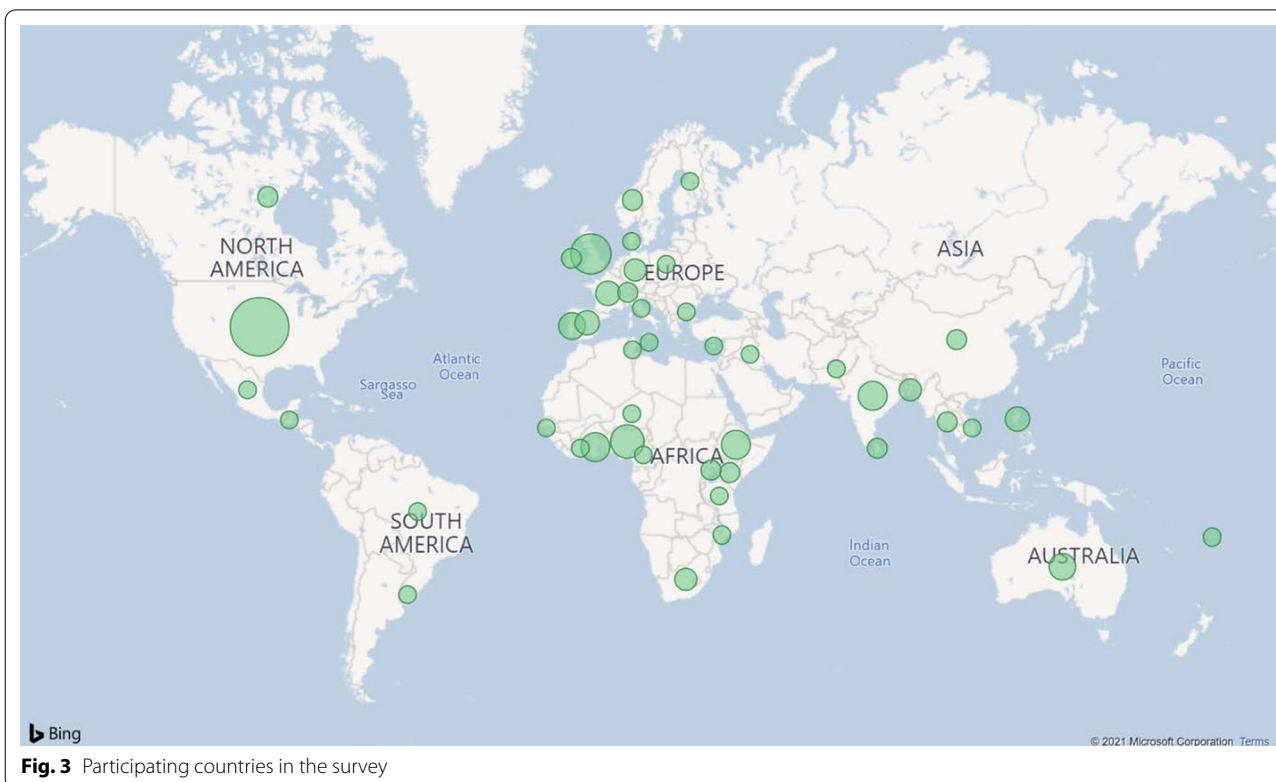 NORTH
AMERICA
ASIA
EUROPE
Atlantic
Ocean
Sargasso
Sea
Pacific
Ocean
AFRICA
SOUTH
AMERICA
Indian
Ocean
AUSTRALIA
Bing
© 2021 Microsoft Corporation Terms
Fig. 3 Participating countries in the survey